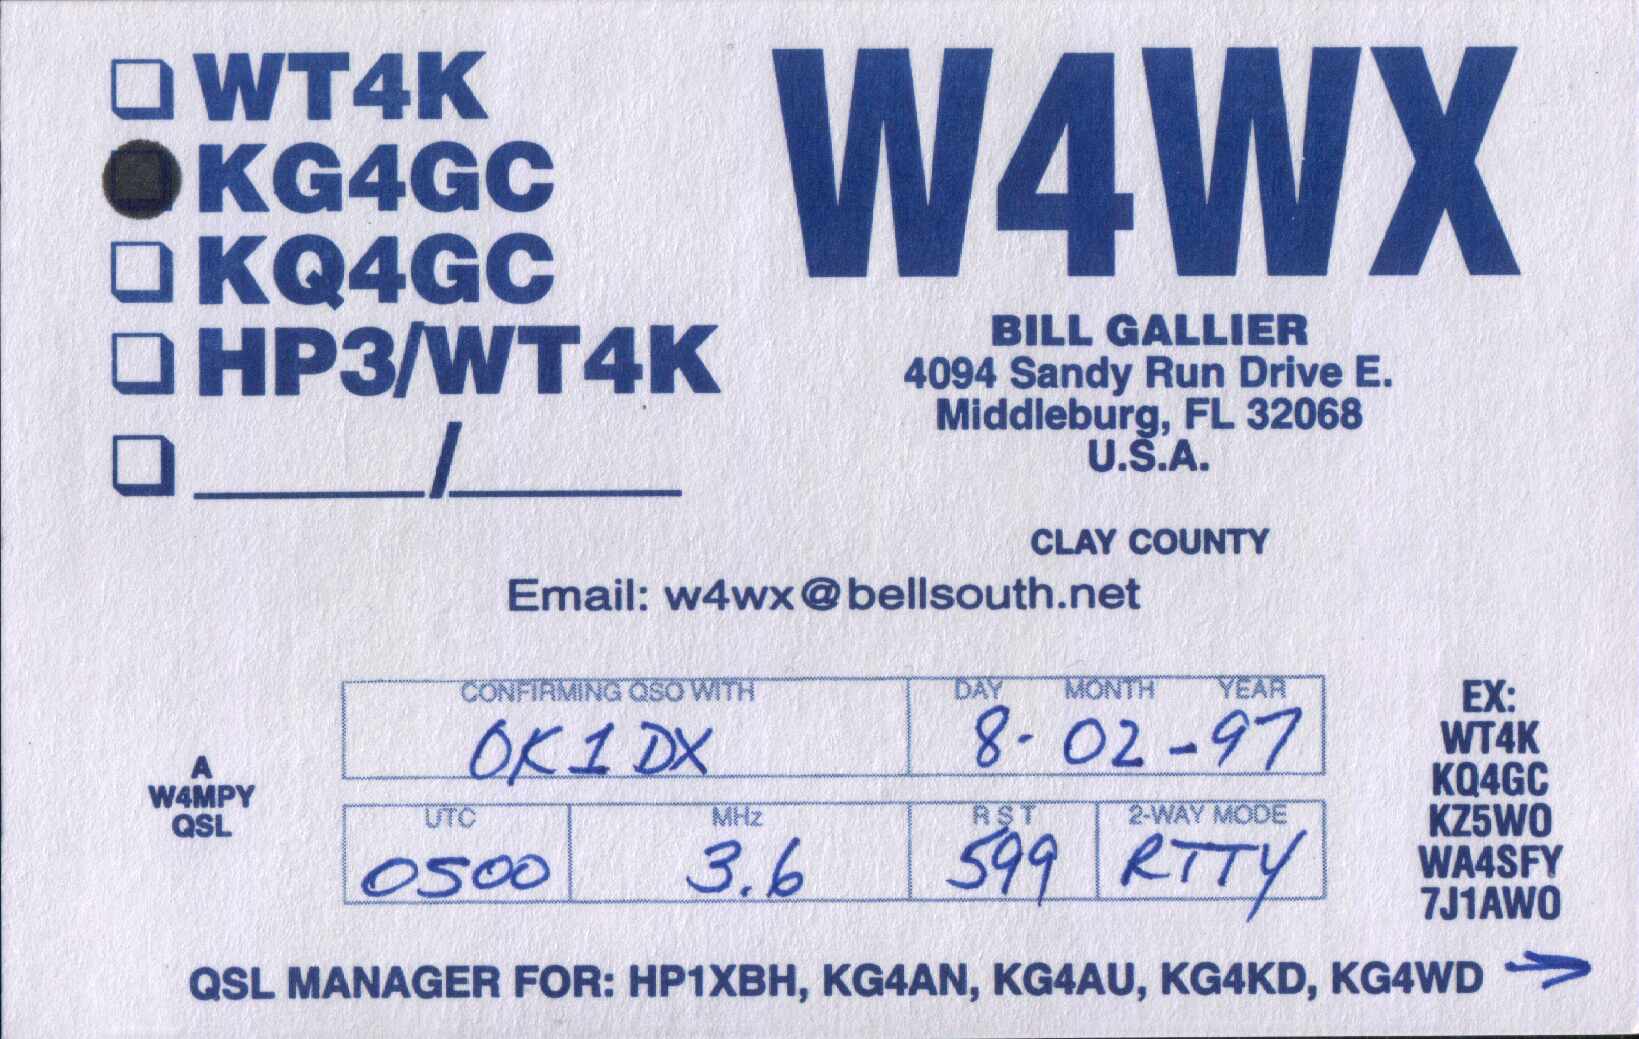 WT4K
KG4GC
KQ4GC
HP3/WT4K
______/______
W4WX
BILL GALLIER
4094 Sandy Run Drive E.
Middleburg, FL 32068
U.S.A.
CLAY COUNTY
Email: w4wx@bellsouth.net
CONFIRMING QSO WITH DAY MONTH YEAR
OK1DX 8-02-97
UTC MHz RST 2-WAY MODE
0500 3.6 599 RTTY
A
W4MPY
QSL
EX:
WT4K
KQ4GC
KZ5WO
WA4SFY
7J1AWO
QSL MANAGER FOR: HP1XBH, KG4AN, KG4AU, KG4KD, KG4WD →